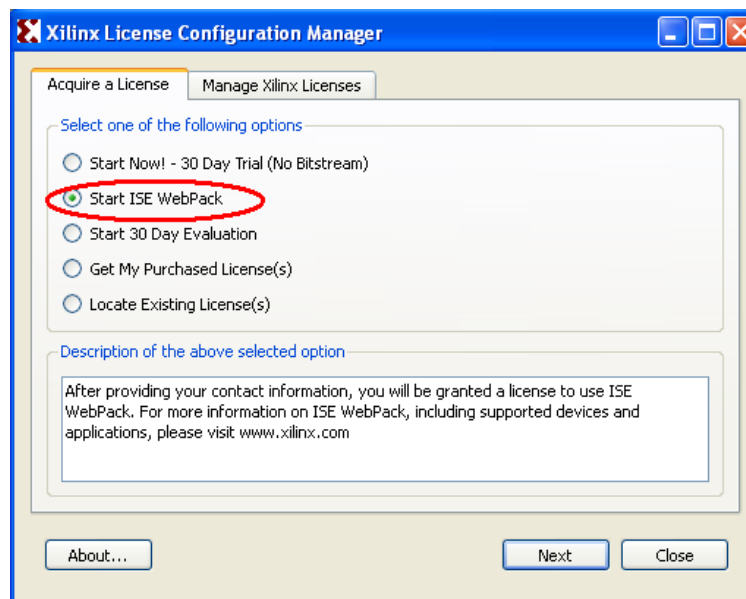 Xilinx License Configuration Manager
Acquire a License
Manage Xilinx Licenses
Select one of the following options
Start Now! - 30 Day Trial (No Bitstream)
Start ISE WebPack
Start 30 Day Evaluation
Get My Purchased License(s)
Locate Existing License(s)
Description of the above selected option
After providing your contact information, you will be granted a license to use ISE
WebPack. For more information on ISE WebPack, including supported devices and
applications, please visit www.xilinx.com
About...
Next
Close